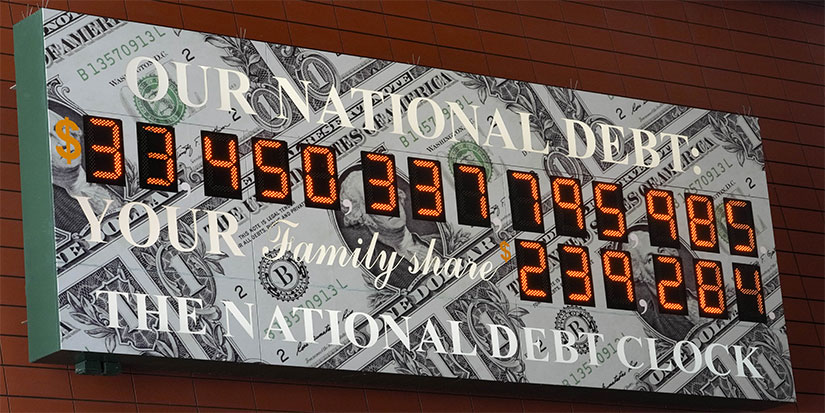 OUR NATIONAL DEBT:
$33,450,337,795,985
YOUR Family share $239,284
THE NATIONAL DEBT CLOCK